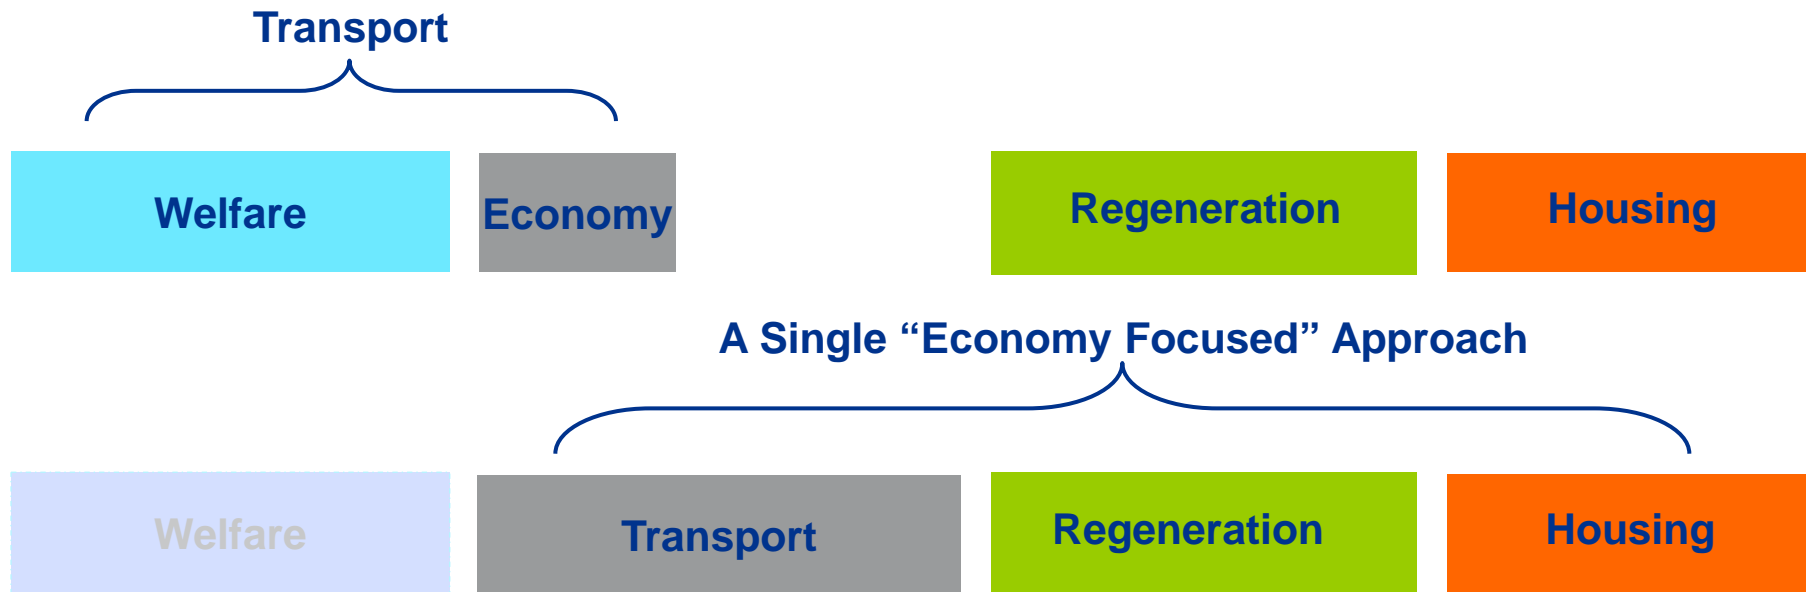 Transport
Welfare
Economy
Regeneration
Housing
A Single “Economy Focused” Approach
Welfare
Transport
Regeneration
Housing